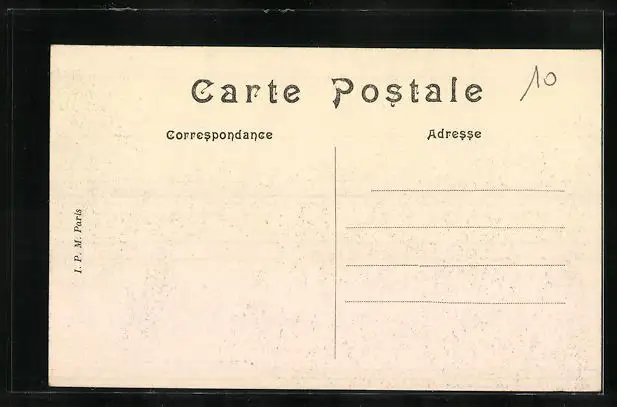 Carte Postale
10
Correspondance
Adresse
I. P. M. Paris